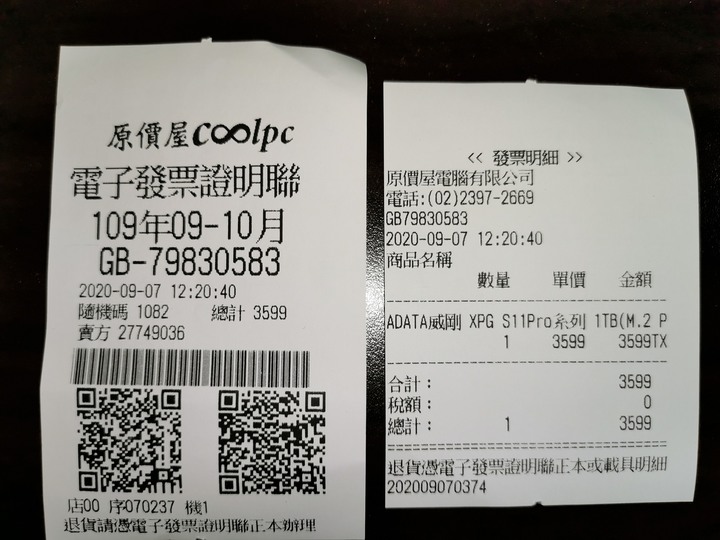 原價屋coolpc
電子發票證明聯
109年09-10月
GB-79830583
2020-09-07 12:20:40
隨機碼 1082 總計 3599
賣方 27749036
店00 序070237 機1
退貨請憑電子發票證明聯正本辦理
<< 發票明細 >>
原價屋電腦有限公司
電話:(02)2397-2669
GB79830583
2020-09-07 12:20:40
商品名稱
數量 單價 金額
ADATA威剛 XPG S11Pro系列 1TB(M.2 P
1 3599 3599TX
合計: 3599
稅額: 0
總計: 1 3599
退貨憑電子發票證明聯正本或載具明細
202009070374